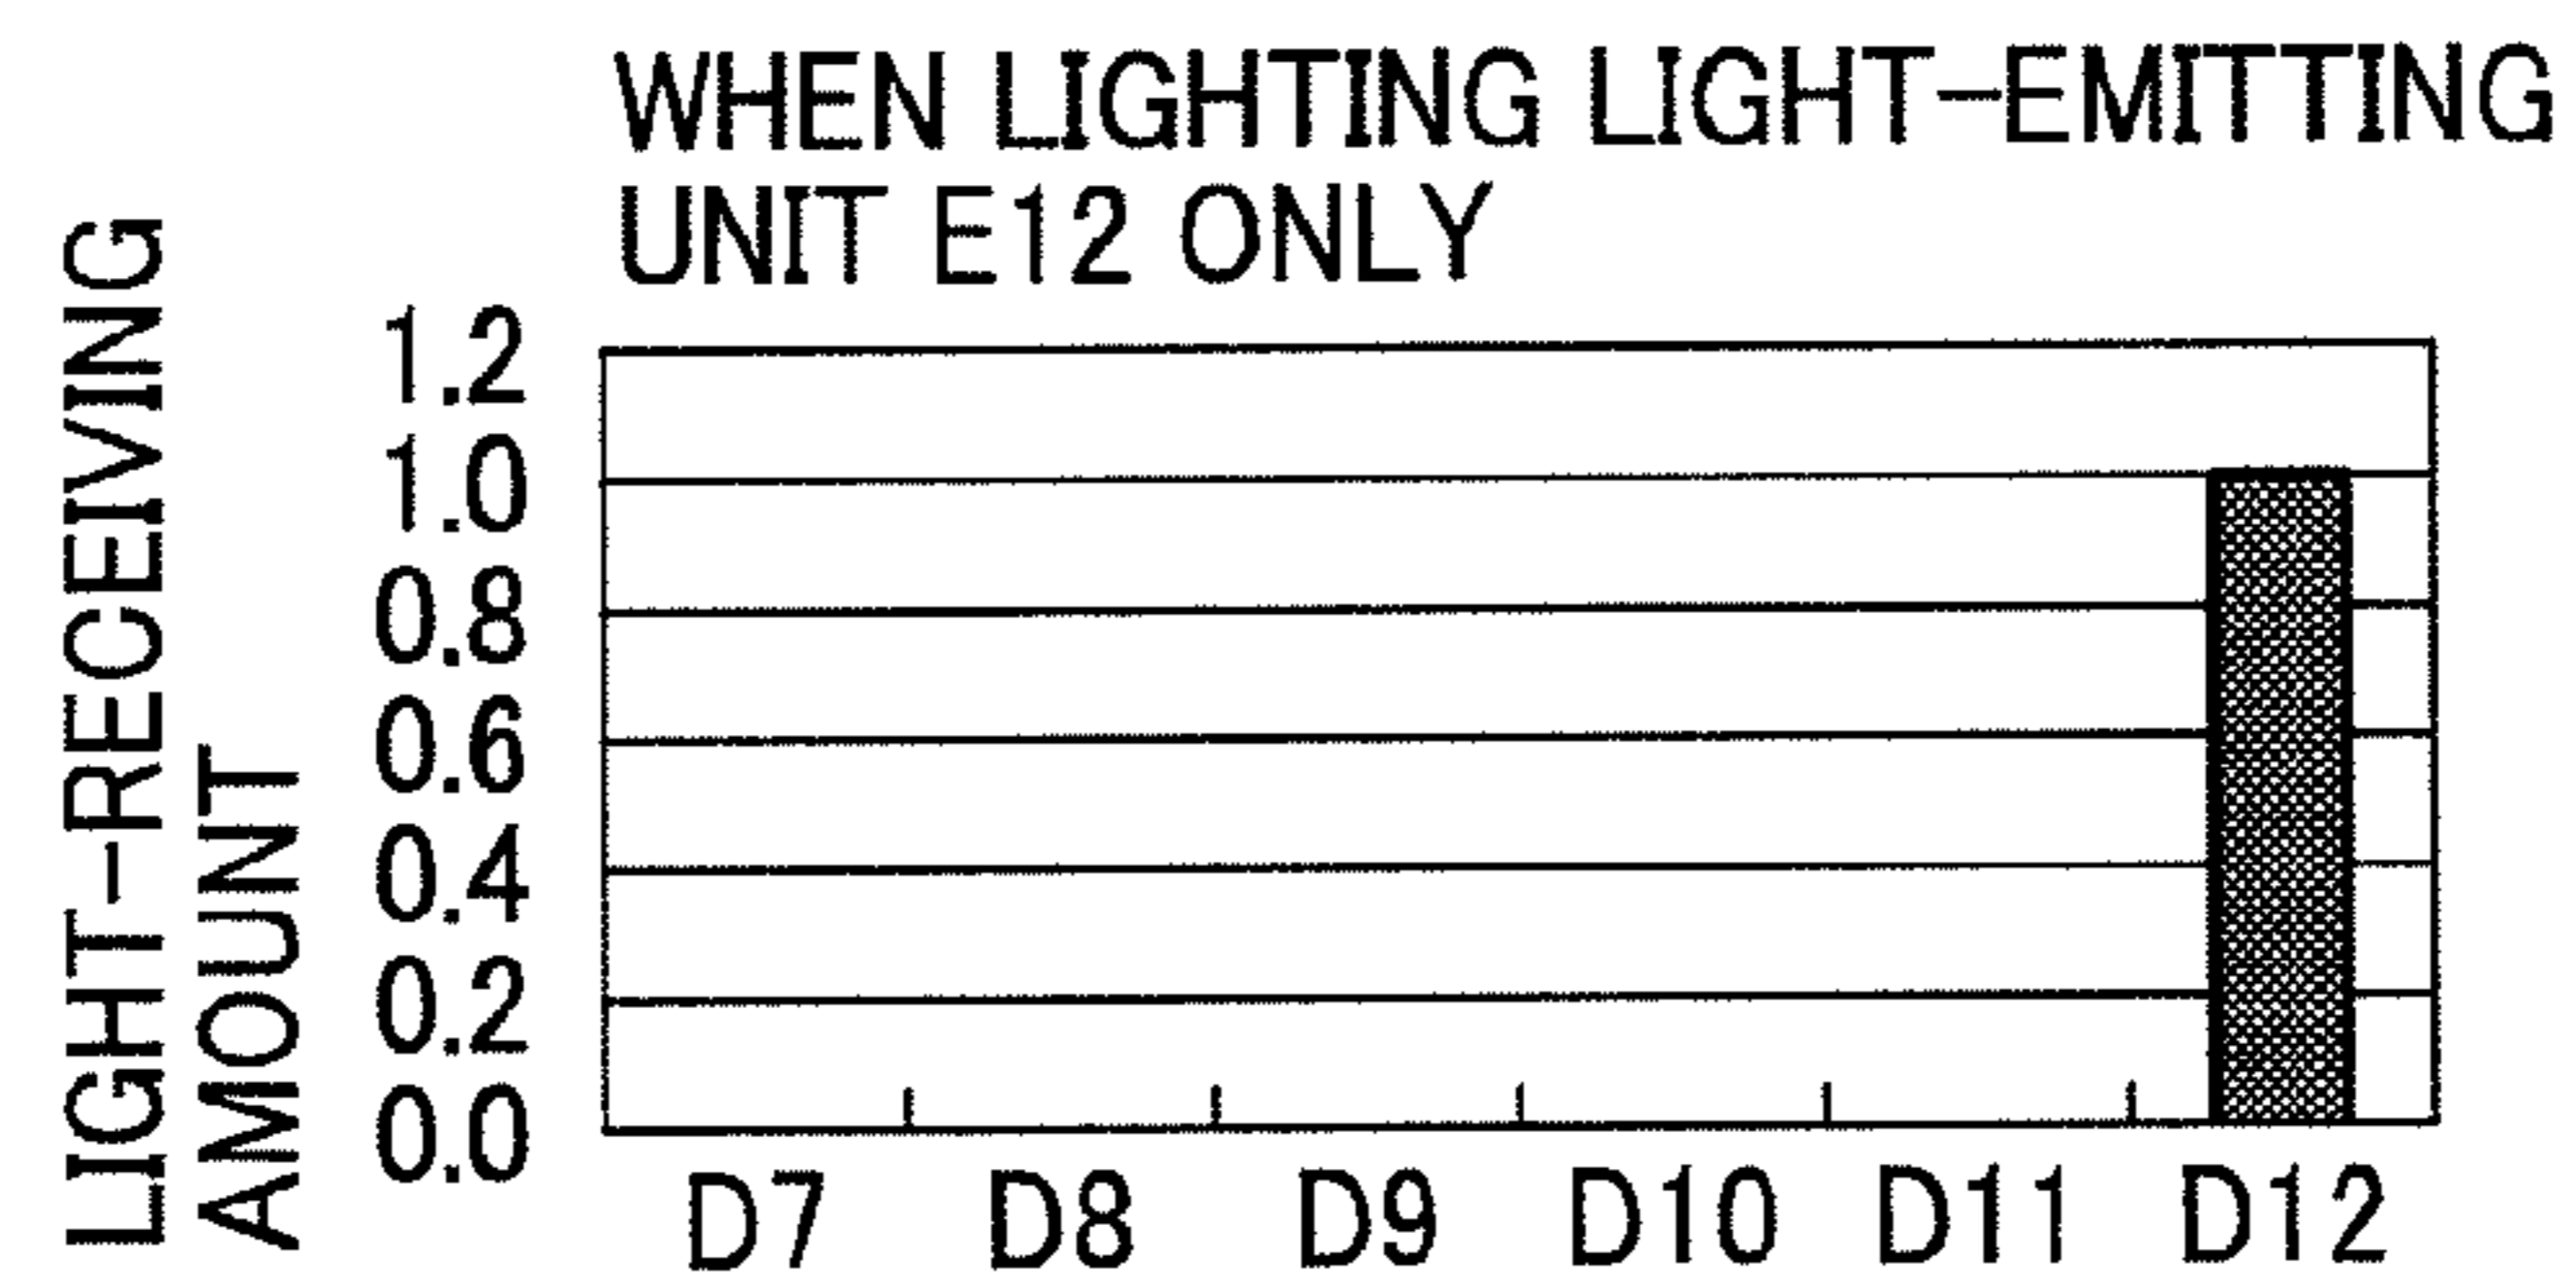 WHEN LIGHTING LIGHT-EMITTING
UNIT E12 ONLY
LIGHT-RECEIVING
AMOUNT
1.2
1.0
0.8
0.6
0.4
0.2
0.0
D7 D8 D9 D10 D11 D12